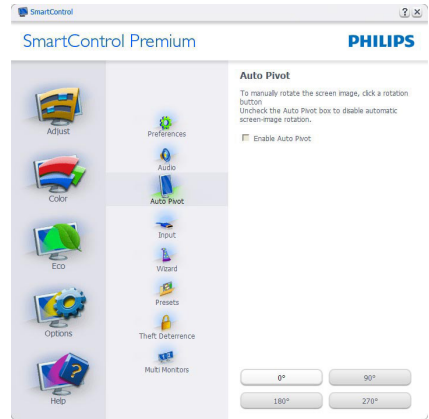 SmartControl
SmartControl Premium
PHILIPS
Adjust
Color
Eco
Options
Help
Preferences
Audio
Auto Pivot
Input
Wizard
Presets
Theft Deterrence
Multi Monitors
Auto Pivot
To manually rotate the screen image, click a rotation
button
Uncheck the Auto Pivot box to disable automatic
screen-image rotation.
Enable Auto Pivot
0°
90°
180°
270°